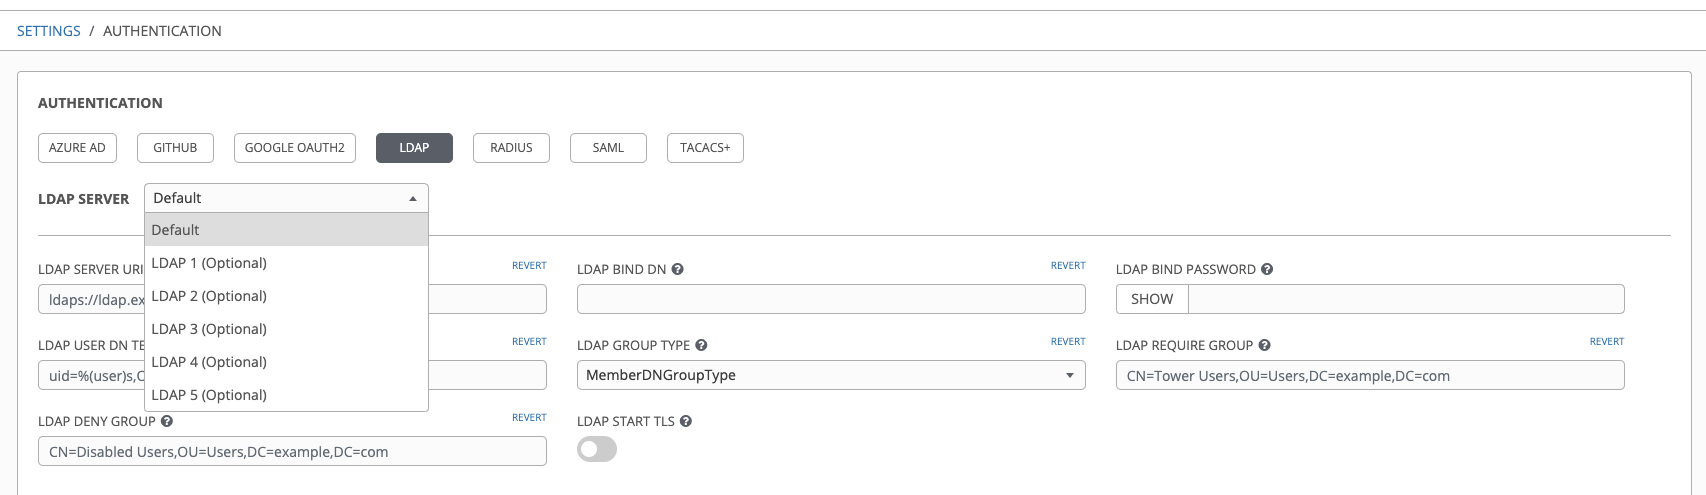 SETTINGS / AUTHENTICATION
AUTHENTICATION
AZURE AD GITHUB GOOGLE OAUTH2 LDAP RADIUS SAML TACACS+
LDAP SERVER Default
Default
LDAP 1 (Optional)
LDAP 2 (Optional)
LDAP 3 (Optional)
LDAP 4 (Optional)
LDAP 5 (Optional)
LDAP SERVER URI REVERT LDAP BIND DN ? REVERT LDAP BIND PASSWORD ?
ldaps://ldap.ex SHOW
LDAP USER DN TE REVERT LDAP GROUP TYPE ? REVERT LDAP REQUIRE GROUP ? REVERT
uid=%(user)s,O MemberDNGroupType CN=Tower Users,OU=Users,DC=example,DC=com
LDAP DENY GROUP ? REVERT LDAP START TLS ?
CN=Disabled Users,OU=Users,DC=example,DC=com